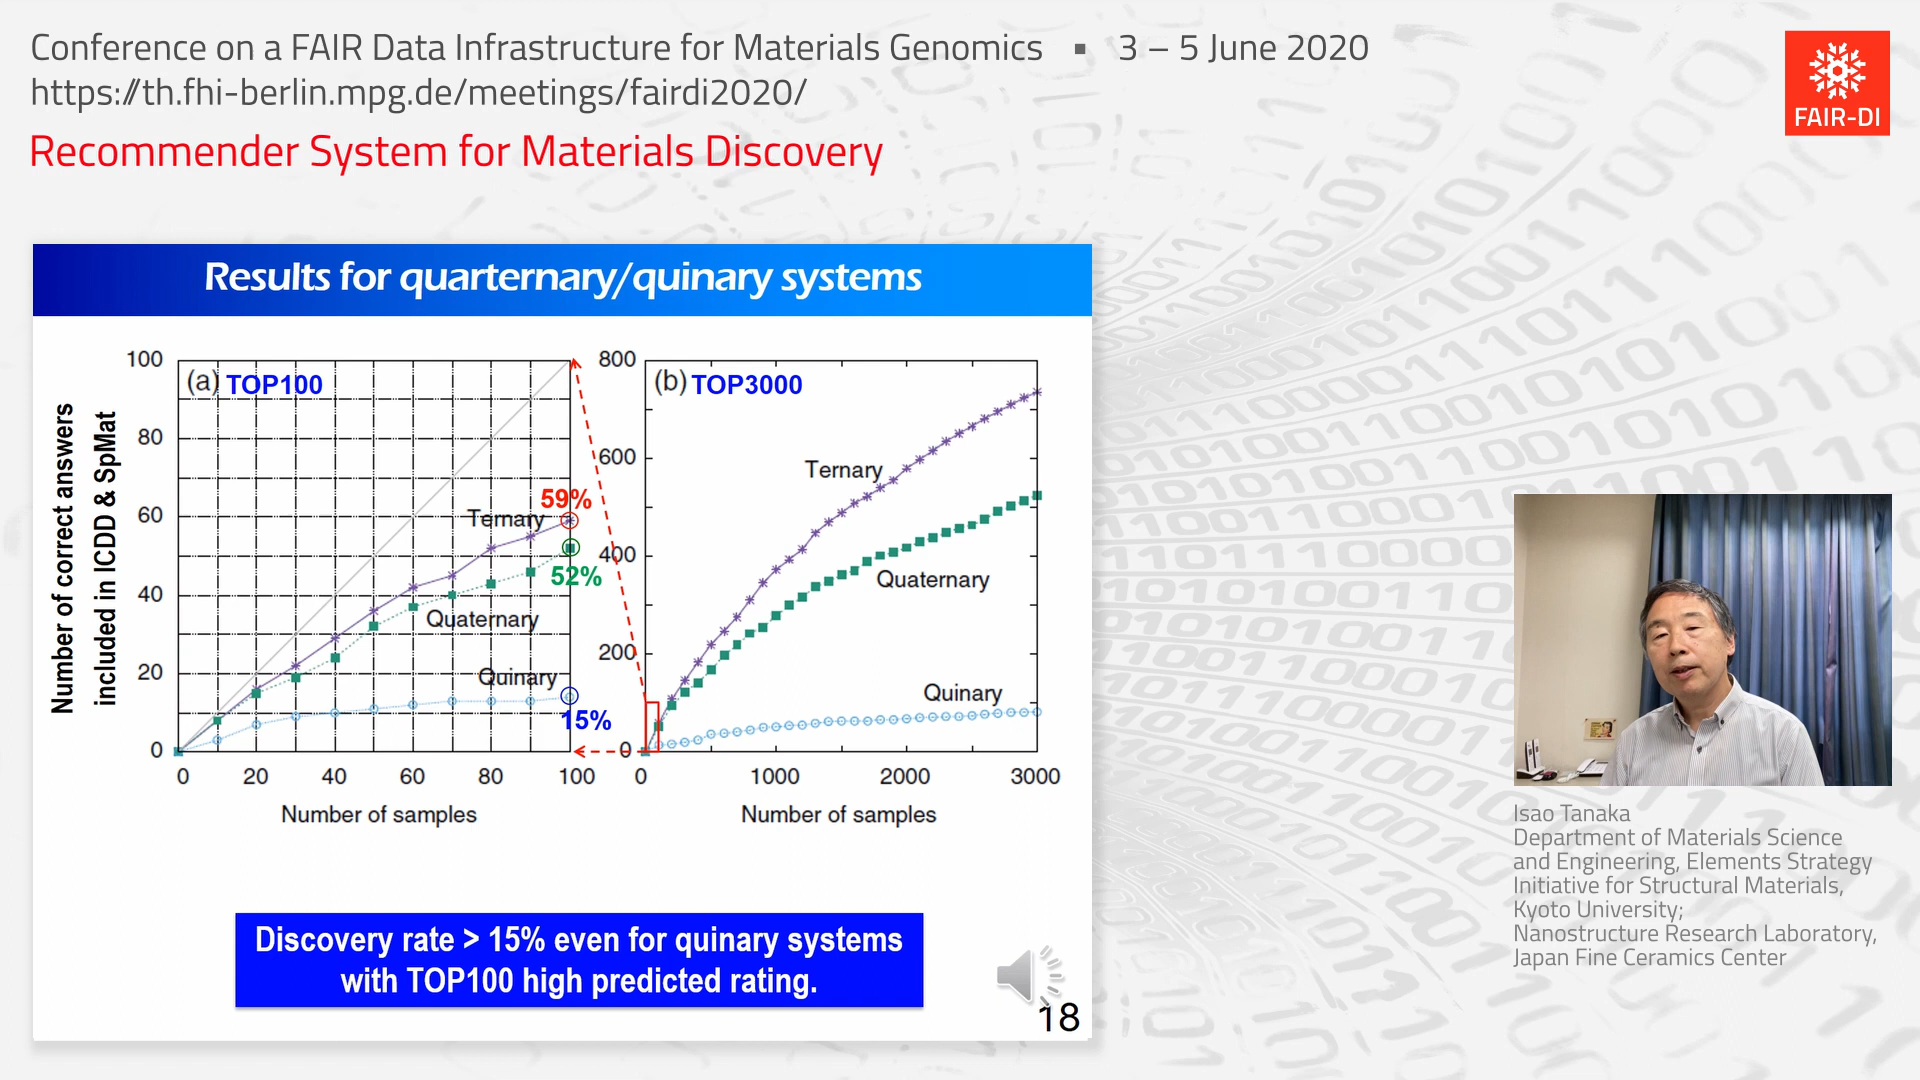 Conference on a FAIR Data Infrastructure for Materials Genomics ▪ 3 – 5 June 2020
https://th.fhi-berlin.mpg.de/meetings/fairdi2020/
FAIR-DI
Recommender System for Materials Discovery
Results for quarternary/quinary systems
Number of correct answers
included in ICDD & SpMat
(a) TOP100
100
80
60
40
20
0
59%
Ternary
52%
Quaternary
Quinary
15%
0 20 40 60 80 100
Number of samples
(b) TOP3000
800
600
400
200
0
Ternary
Quaternary
Quinary
0 1000 2000 3000
Number of samples
Discovery rate > 15% even for quinary systems
with TOP100 high predicted rating.
18
Isao Tanaka
Department of Materials Science
and Engineering, Elements Strategy
Initiative for Structural Materials,
Kyoto University;
Nanostructure Research Laboratory,
Japan Fine Ceramics Center